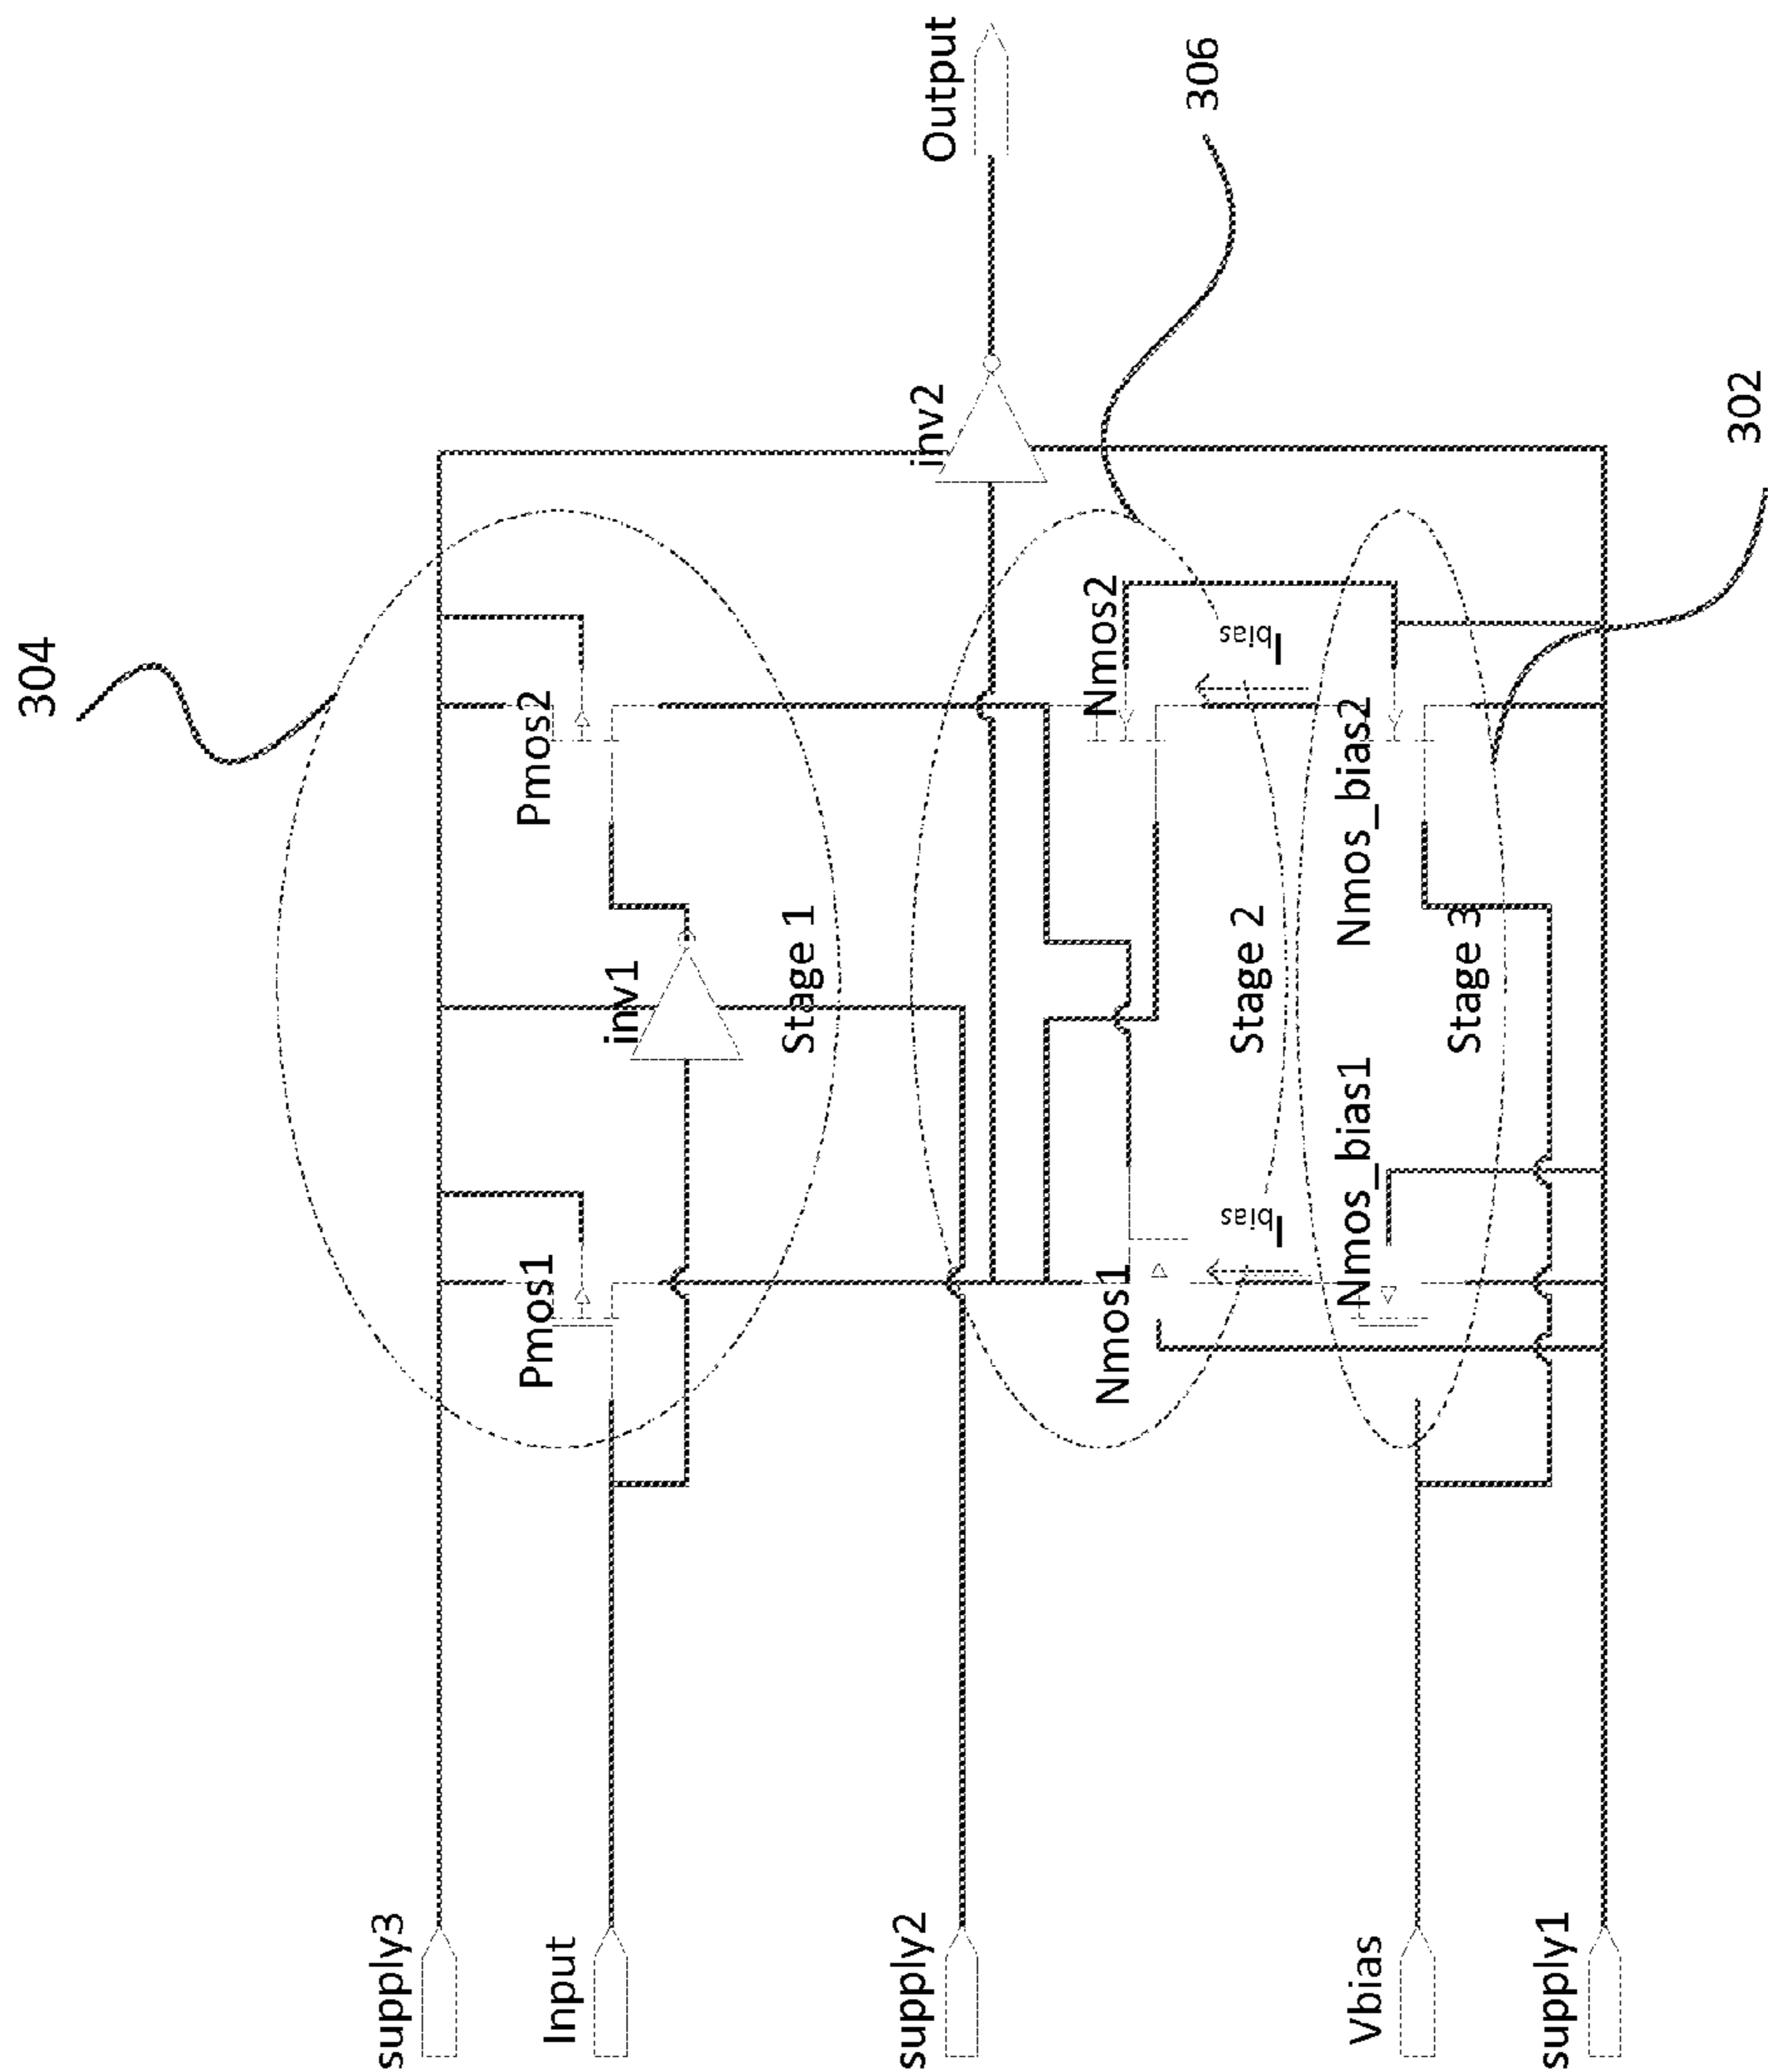 304
supply3
Input
supply2
Vbias
supply1
Pmos1
Pmos2
inv1
Stage 1
inv2
Output
306
Nmos1
Nmos2
Ibias
Ibias
Stage 2
Nmos_bias1
Nmos_bias2
Stage 3
302